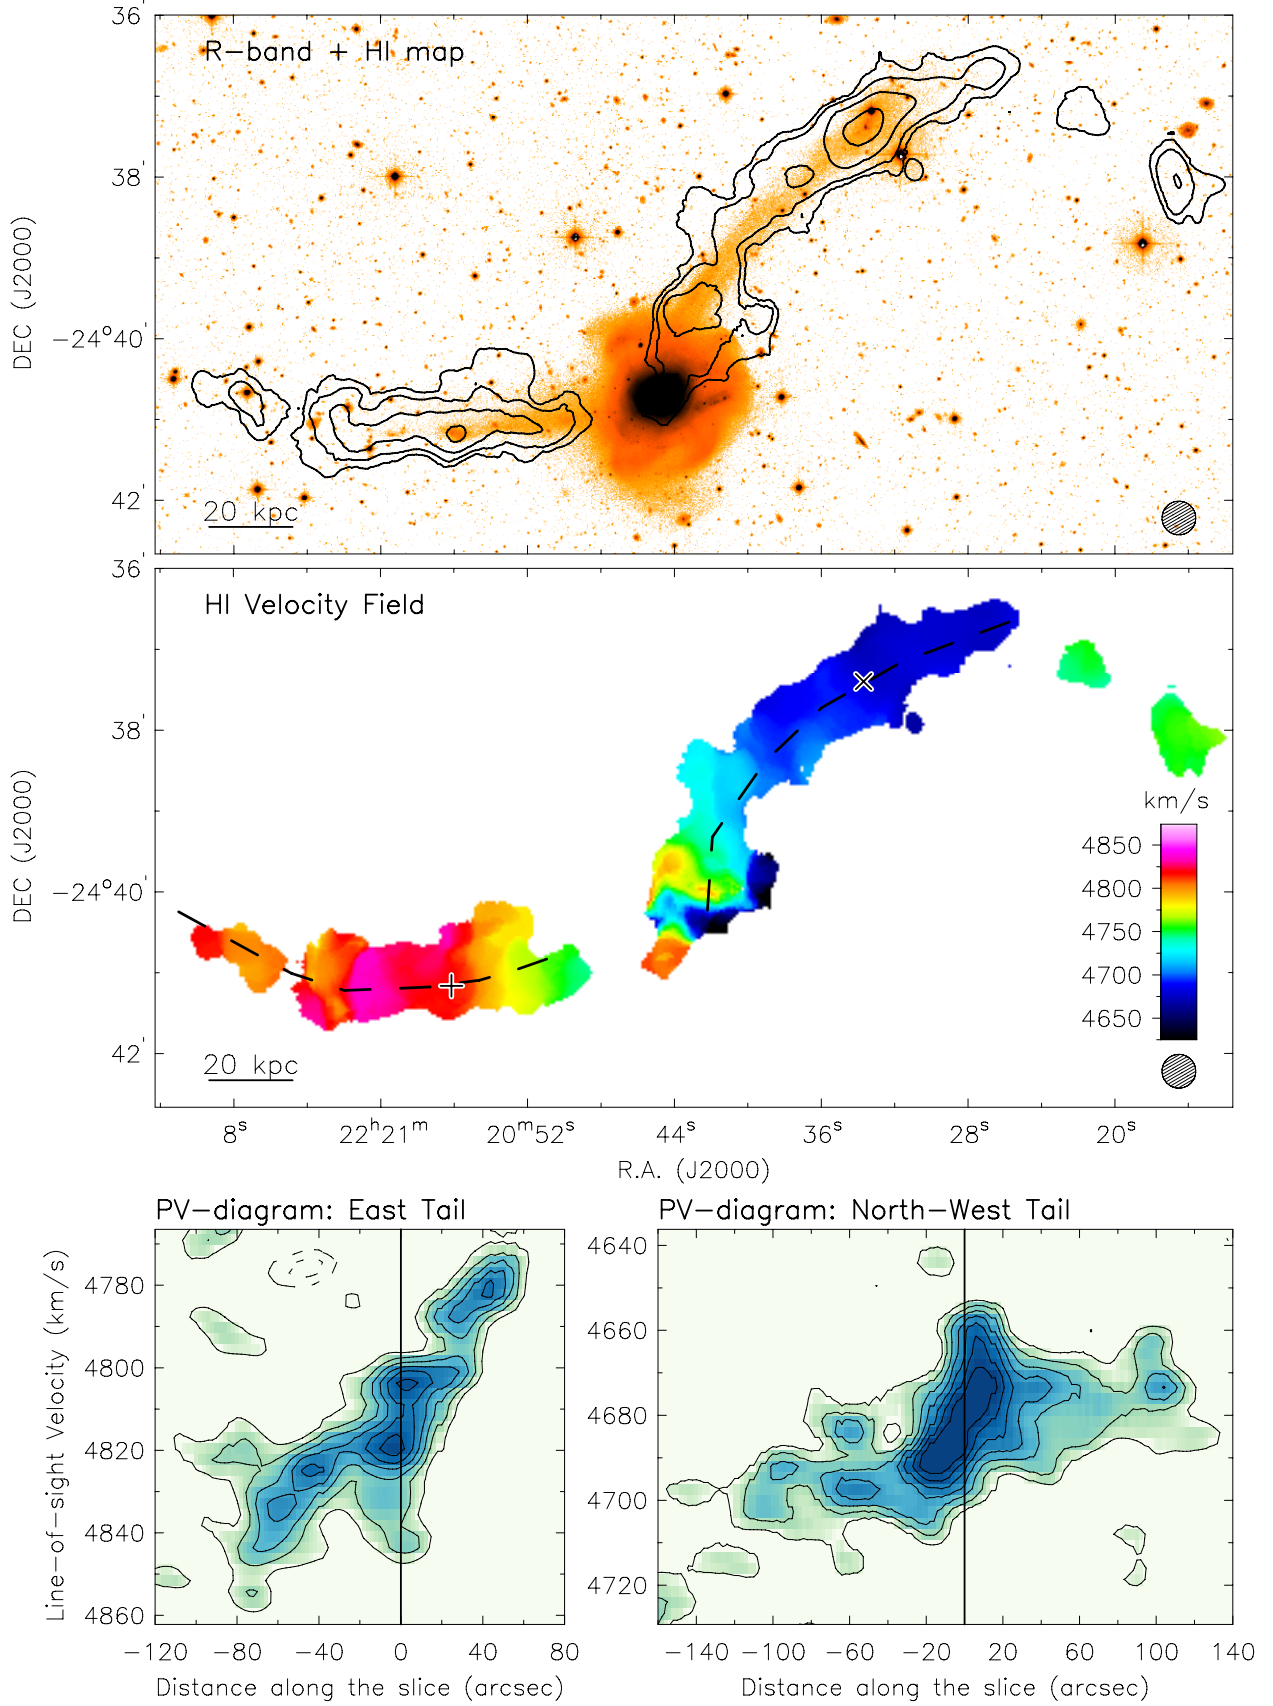 36'
R-band + HI map
38'
DEC (J2000)
-24°40'
42'
20 kpc
36'
HI Velocity Field
38'
km/s
4850
4800
4750
4700
4650
DEC (J2000)
-24°40'
42'
20 kpc
8s 22h21m 20m52s 44s 36s 28s 20s
R.A. (J2000)
PV-diagram: East Tail PV-diagram: North-West Tail
Line-of-sight Velocity (km/s)
4780
4800
4820
4840
4860
4640
4660
4680
4700
4720
-120 -80 -40 0 40 80
-140 -100 -60 -20 20 60 100 140
Distance along the slice (arcsec) Distance along the slice (arcsec)